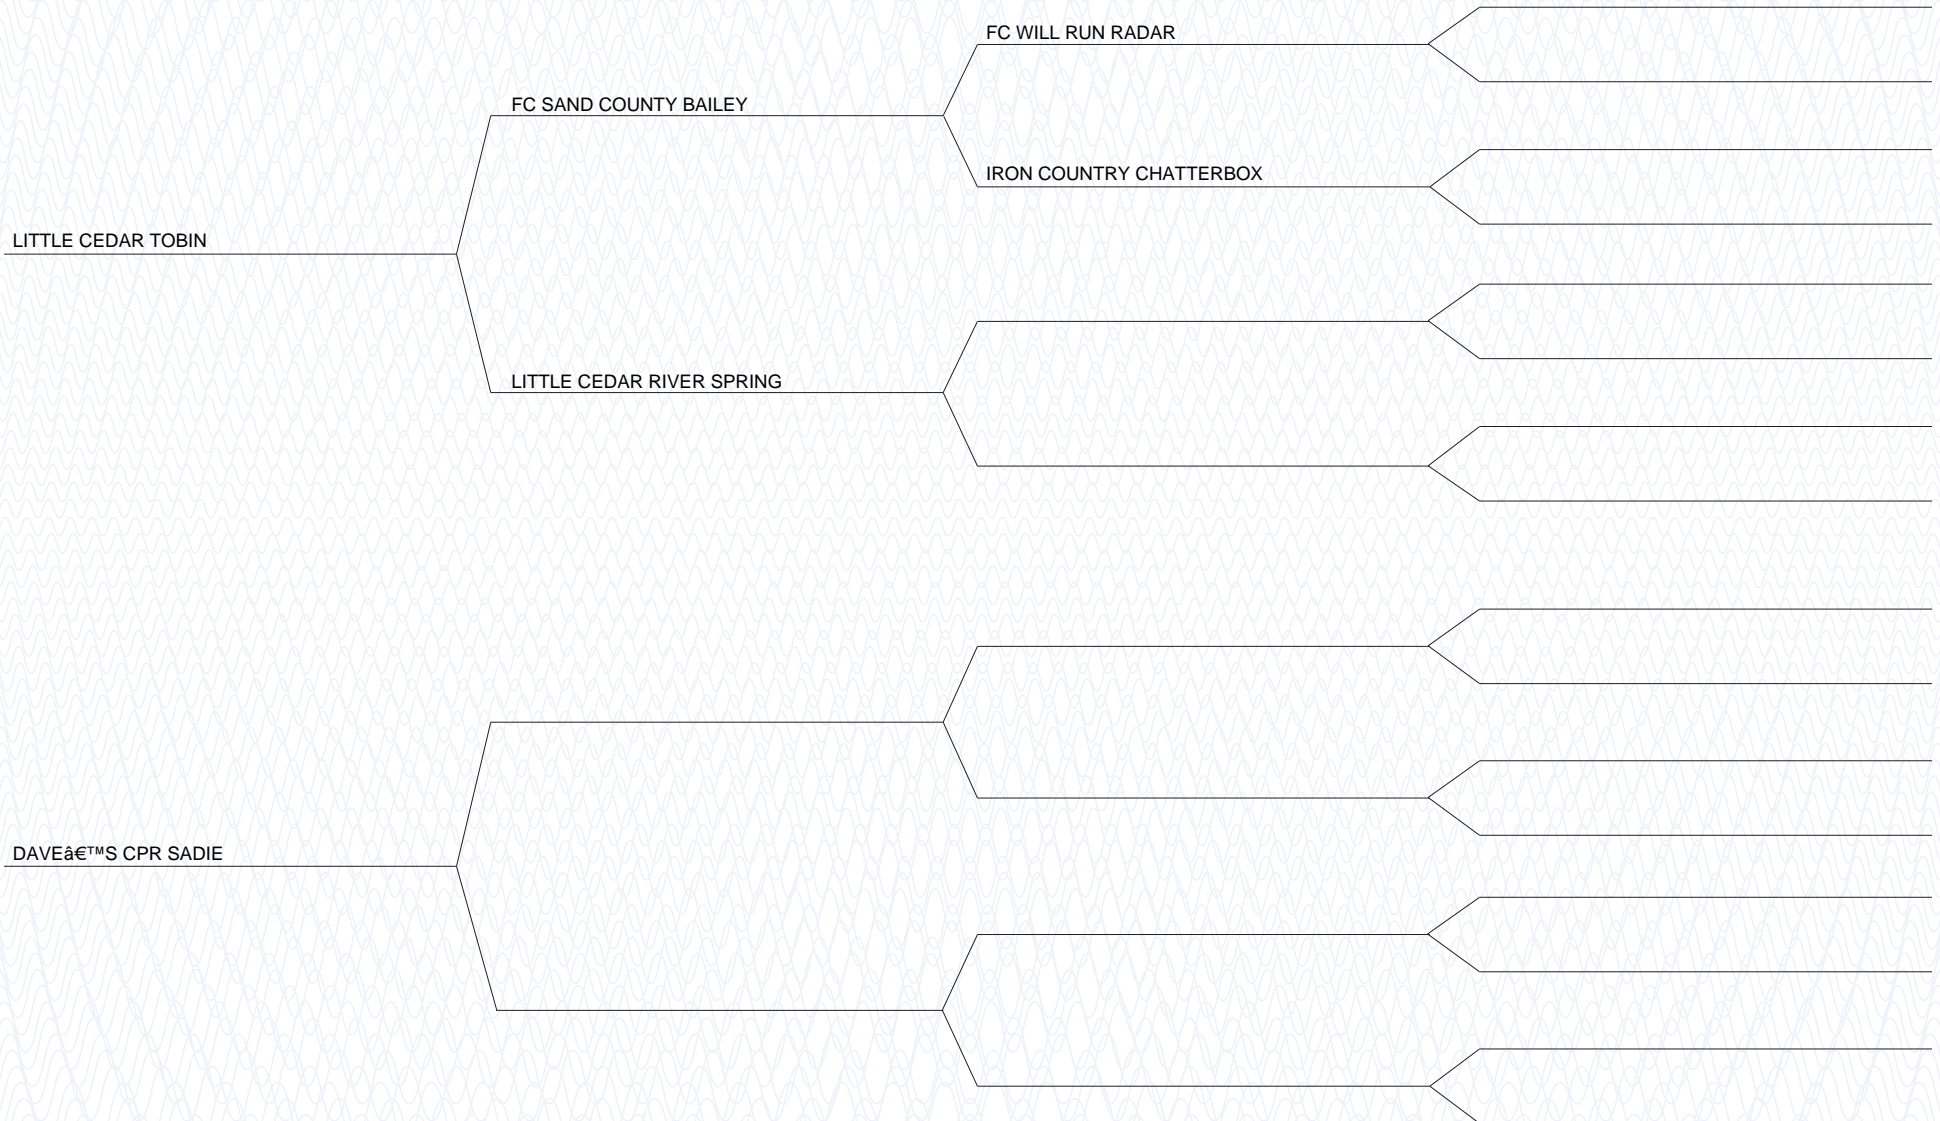 FC WILL RUN RADAR
FC SAND COUNTY BAILEY
IRON COUNTRY CHATTERBOX
LITTLE CEDAR TOBIN
LITTLE CEDAR RIVER SPRING
DAVEâ€™S CPR SADIE